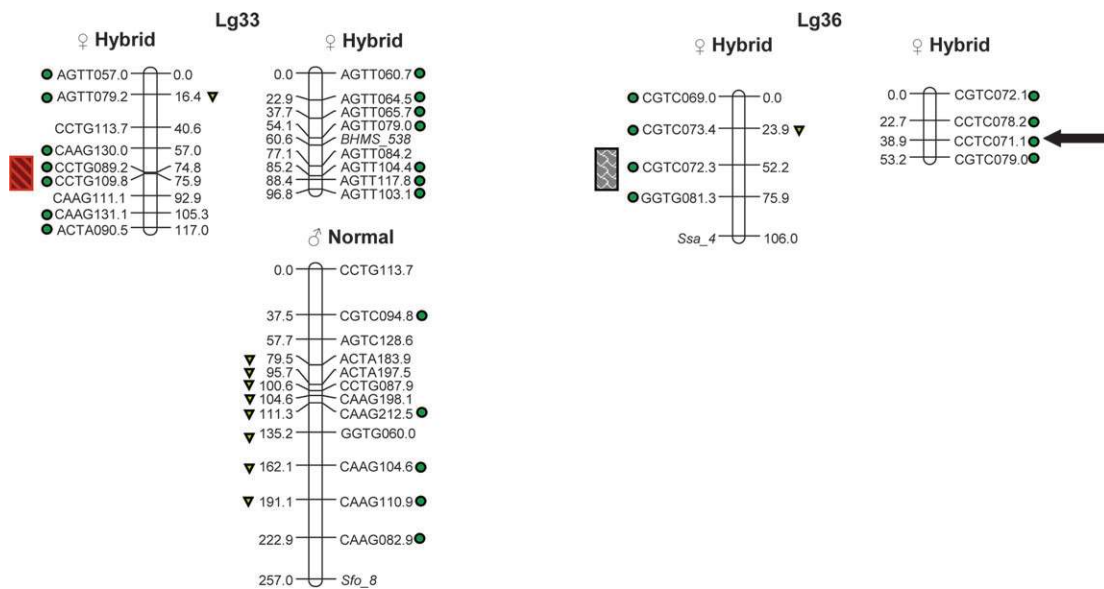 Lg33
♀ Hybrid
AGTT057.0 0.0
AGTT079.2 16.4
CCTG113.7 40.6
CAAG130.0 57.0
CCTG089.2 74.8
CCTG109.8 75.9
CAAG111.1 92.9
CAAG131.1 105.3
ACTA090.5 117.0
♀ Hybrid
0.0 AGTT060.7
22.9 AGTT064.5
37.7 AGTT065.7
54.1 AGTT079.0
60.6 BHMS_538
77.1 AGTT084.2
85.2 AGTT104.4
88.4 AGTT117.8
96.8 AGTT103.1
♂ Normal
0.0 CCTG113.7
37.5 CGTC094.8
57.7 AGTC128.6
79.5 ACTA183.9
95.7 ACTA197.5
100.6 CCTG087.9
104.6 CAAG198.1
111.3 CAAG212.5
135.2 GGTG060.0
162.1 CAAG104.6
191.1 CAAG110.9
222.9 CAAG082.9
257.0 Sfo_8
Lg36
♀ Hybrid
CGTC069.0 0.0
CGTC073.4 23.9
CGTC072.3 52.2
GGTG081.3 75.9
Ssa_4 106.0
♀ Hybrid
0.0 CGTC072.1
22.7 CCTC078.2
38.9 CCTC071.1
53.2 CGTC079.0